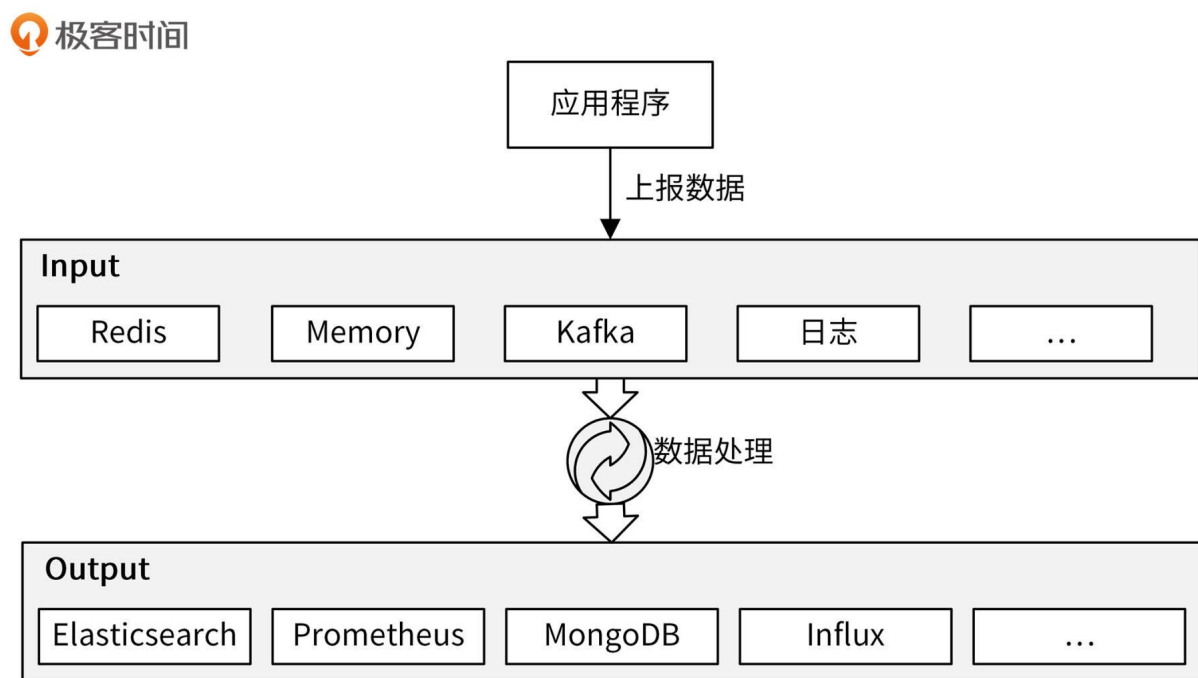 极客时间
应用程序
上报数据
Input
Redis
Memory
Kafka
日志
...
数据处理
Output
Elasticsearch
Prometheus
MongoDB
Influx
...